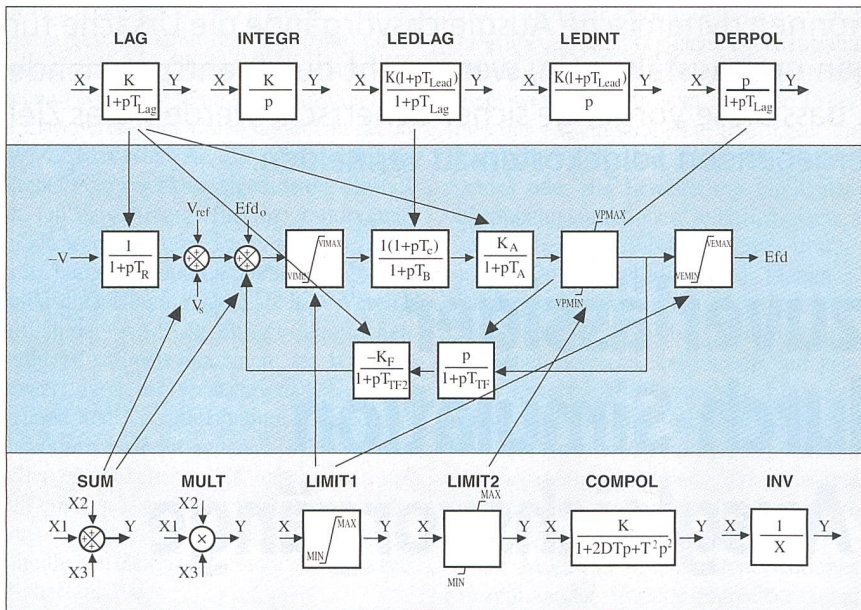 LAG INTEGR LEDLAG LEDINT DERPOL
X K Y X K Y X K(1+pT_Lead) Y X K(1+pT_Lead) Y X p Y
1+pT_Lag p 1+pT_Lag p 1+pT_Lag
V_ref Efd_o VPMAX
–V 1 VIMAX 1(1+pT_c) K_A VEMAX Efd
1+pT_R VIMIN 1+pT_B 1+pT_A VEMIN
V_s VPMIN
–K_F p
1+pT_TF2 1+pT_TF
SUM MULT LIMIT1 LIMIT2 COMPOL INV
X2 X2 MAX
X1 Y X1 × Y X MAX Y X Y X K Y X 1 Y
MIN 1+2DTp+T²p² X
X3 X3 MIN